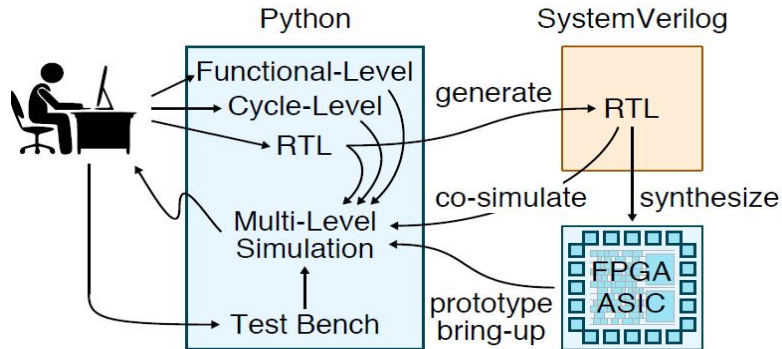 Python
SystemVerilog
Functional-Level
Cycle-Level
RTL
generate
RTL
co-simulate
synthesize
Multi-Level
Simulation
FPGA
ASIC
prototype
bring-up
Test Bench